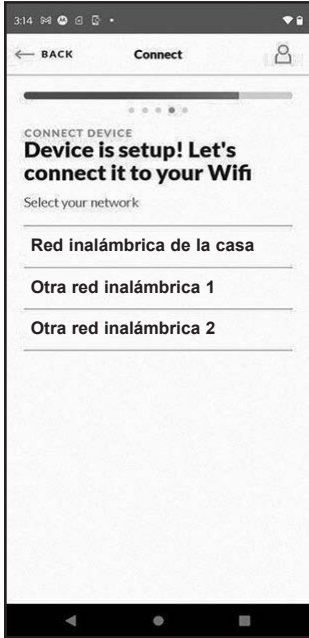 3:14
← BACK
Connect
CONNECT DEVICE
Device is setup! Let's
connect it to your Wifi
Select your network
Red inalámbrica de la casa
Otra red inalámbrica 1
Otra red inalámbrica 2